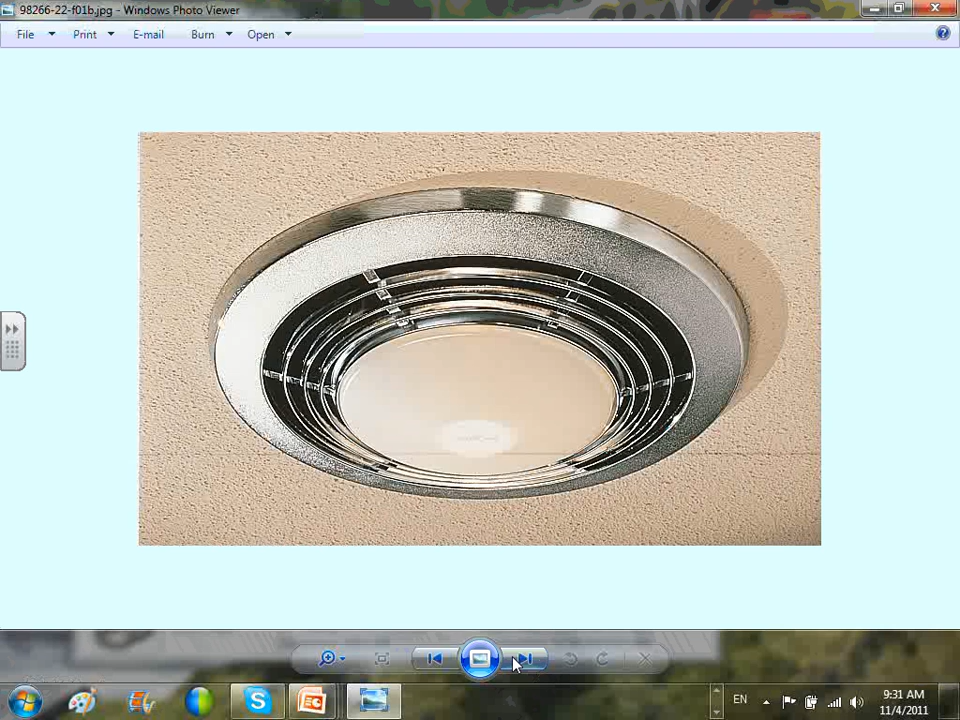 98266-22-f01b.jpg - Windows Photo Viewer
File Print E-mail Burn Open
EN
9:31 AM
11/4/2011